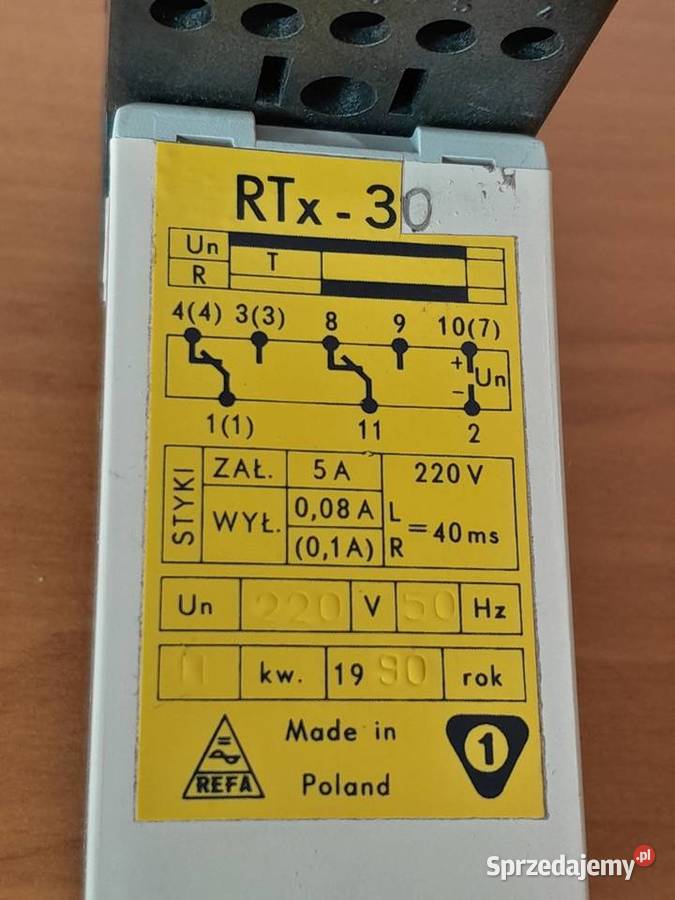 RTx - 30
Un
R
T
4(4) 3(3) 8 9 10(7)
+
Un
−
1(1) 11 2
STYKI
ZAŁ. 5 A 220 V
WYŁ. 0,08 A L
(0,1A) R = 40 ms
Un 220 V 50 Hz
kw. 19 90 rok
Made in
Poland
REFA
1
Sprzedajemy.pl